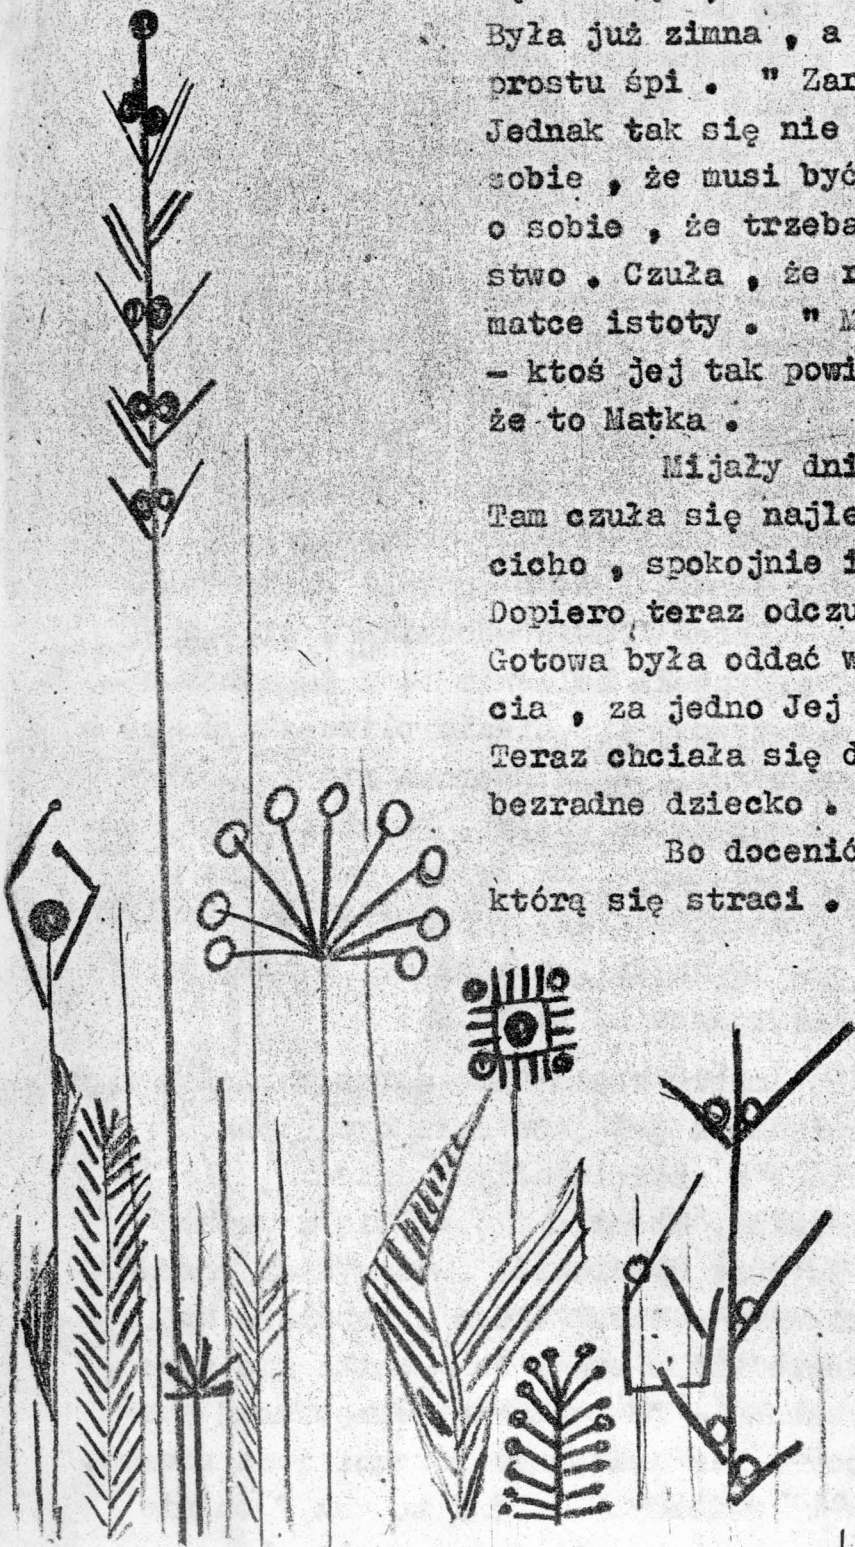 Była już zimna , a
prostu śpi . " Zar
Jednak tak się nie
sobie , że musi być
o sobie , że trzeba
stwo . Czuła , że
matce istoty . "
- ktoś jej tak powi
że to Matka .
Mijały dni
Tam czuła się najle
cicho , spokojnie i
Dopiero teraz odczu
Gotowa była oddać w
cia , za jedno Jej
Teraz chciała się d
bezradne dziecko .
Bo docenić
którą się straci .